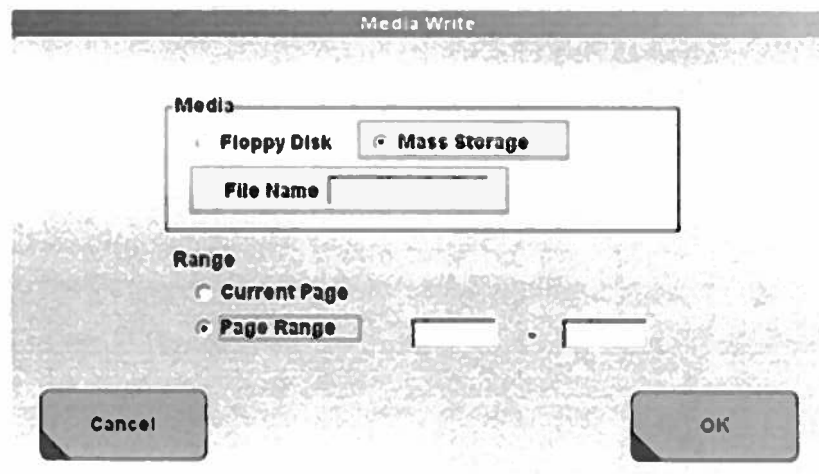 Media Write
Media
Floppy Disk Mass Storage
File Name
Range
Current Page
Page Range -
Cancel OK